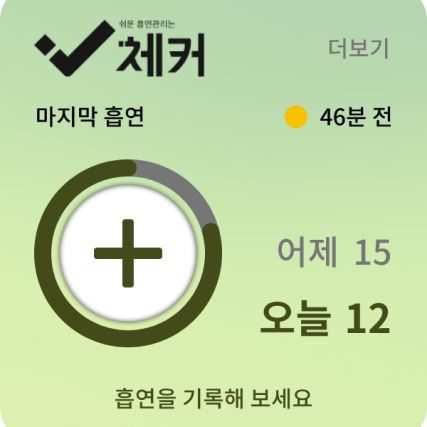 쉬운 흡연관리는
체커
더보기
마지막 흡연
46분 전
어제 15
오늘 12
흡연을 기록해 보세요